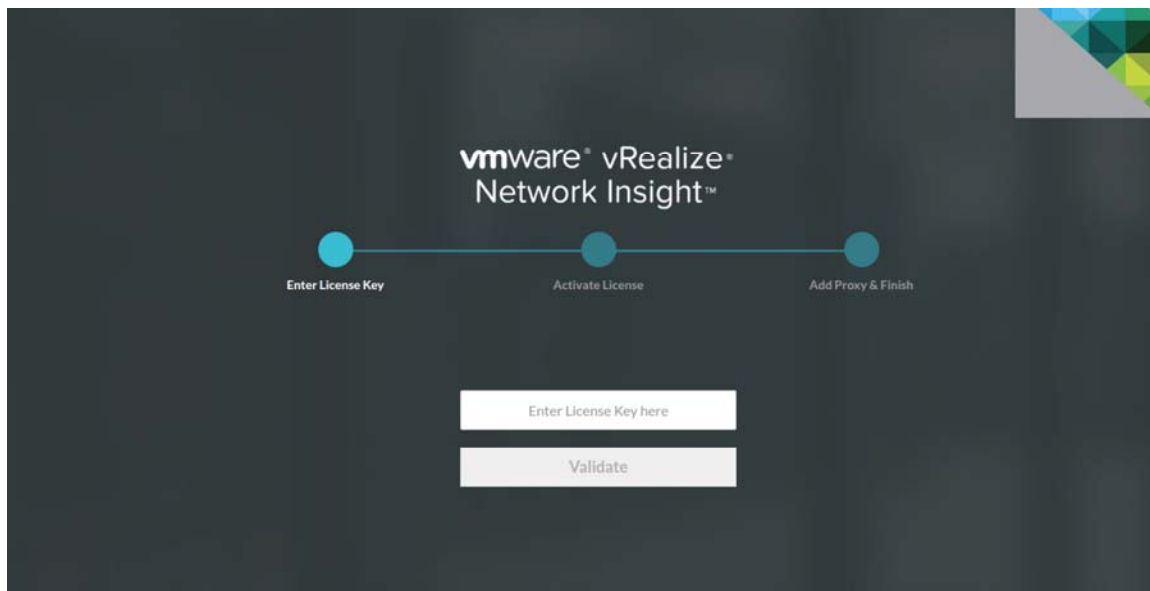 vmware® vRealize®
Network Insight™
Enter License Key
Activate License
Add Proxy & Finish
Enter License Key here
Validate